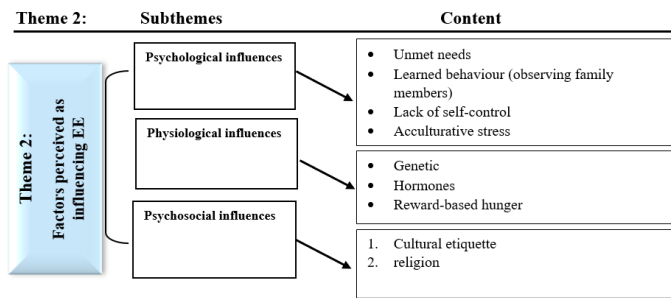 Theme 2: Subthemes Content
Theme 2:
Factors perceived as
influencing EE
Psychological influences
• Unmet needs
• Learned behaviour (observing family
members)
• Lack of self-control
• Acculturative stress
Physiological influences
• Genetic
• Hormones
• Reward-based hunger
Psychosocial influences
1. Cultural etiquette
2. religion